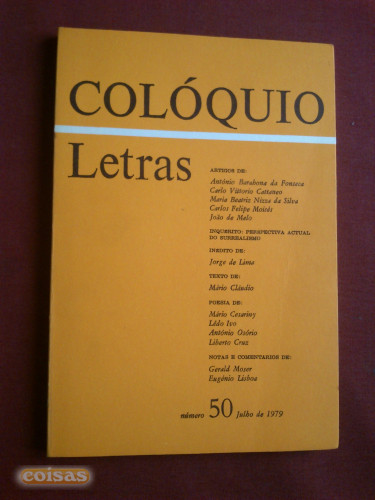 COLÓQUIO
Letras
ARTIGOS DE:
António Barahona da Fonseca
Carlo Vittorio Cattaneo
Maria Beatriz Nizza da Silva
Carlos Felipe Moisés
João de Melo
INQUÉRITO: PERSPECTIVA ACTUAL
DO SURREALISMO
INÉDITO DE:
Jorge de Lima
TEXTO DE:
Mário Cláudio
POESIA DE:
Mário Cesariny
Lêdo Ivo
António Osório
Liberto Cruz
NOTAS E COMENTÁRIOS DE:
Gerald Moser
Eugénio Lisboa
número 50 Julho de 1979
coisas